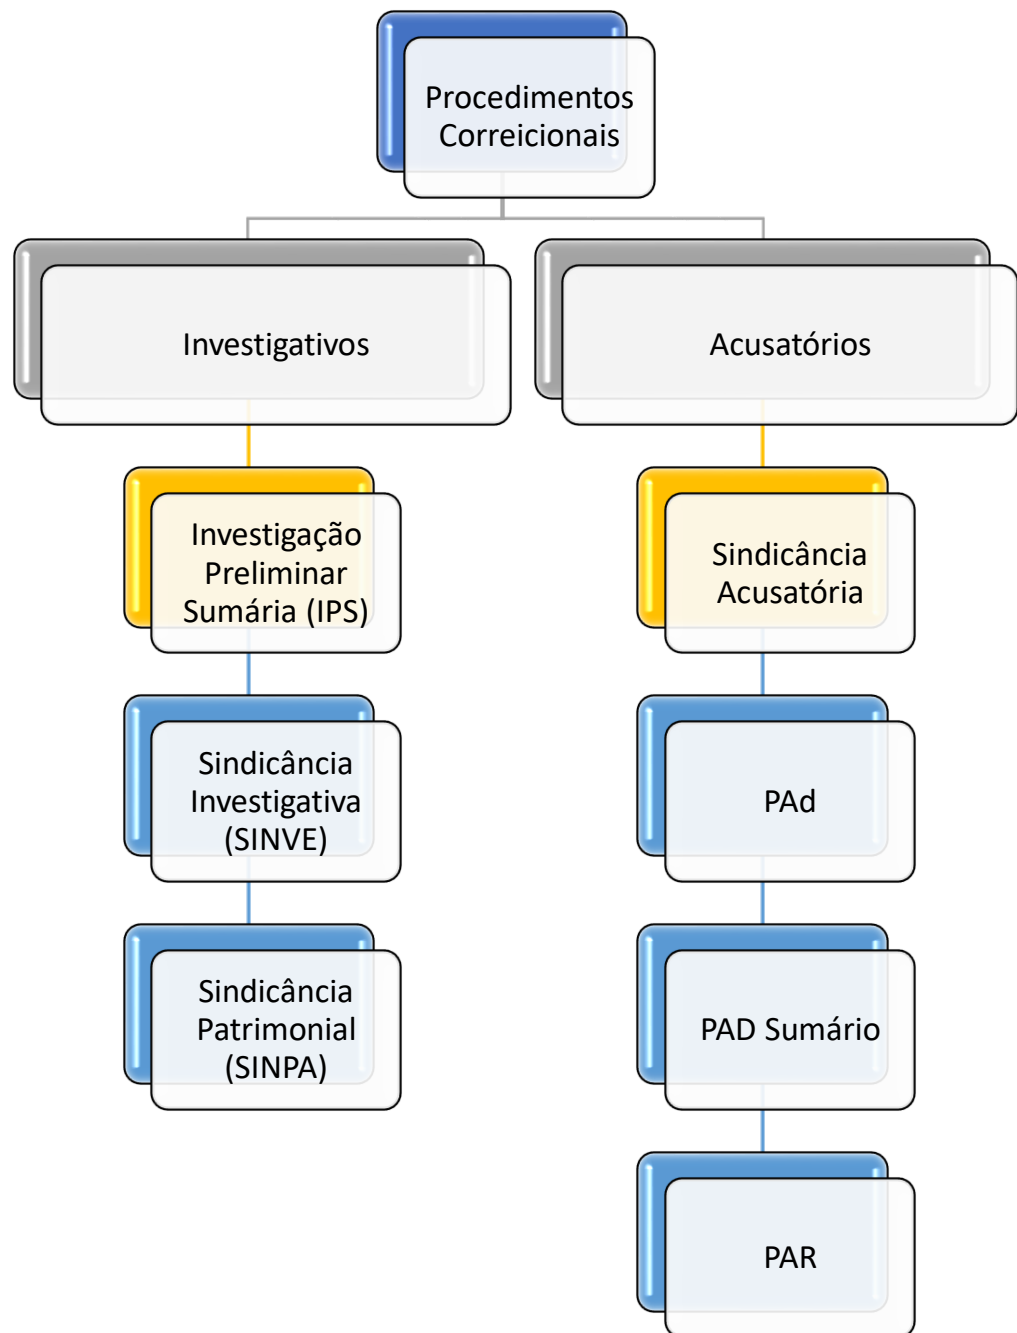 Procedimentos
Correicionais
Investigativos
Acusatórios
Investigação
Preliminar
Sumária (IPS)
Sindicância
Acusatória
Sindicância
Investigativa
(SINVE)
PAd
Sindicância
Patrimonial
(SINPA)
PAD Sumário
PAR